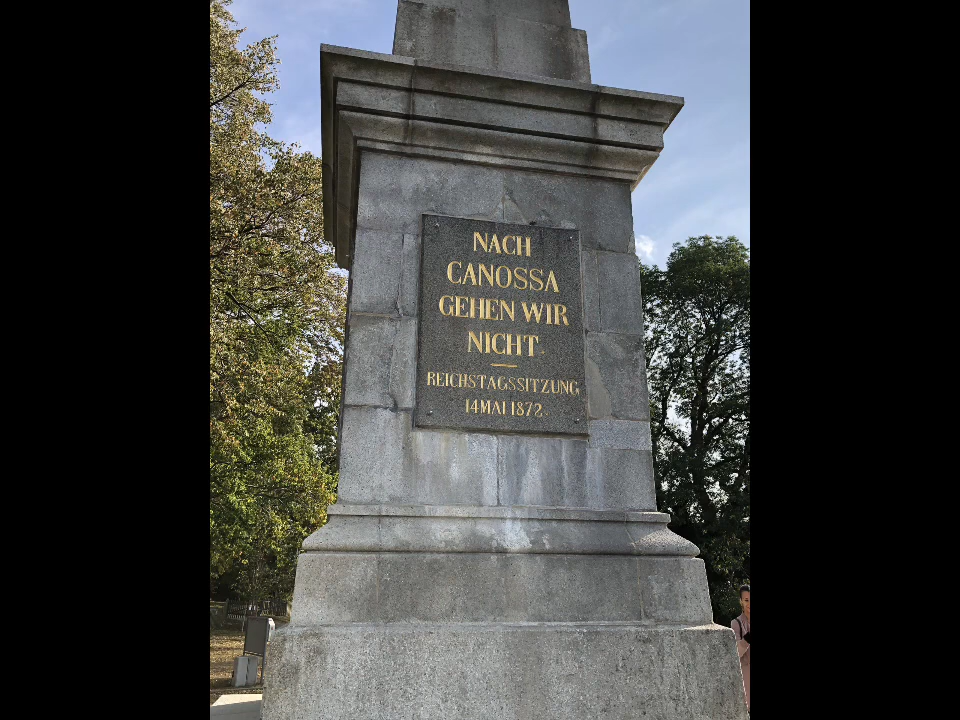 NACH
CANOSSA
GEHEN WIR
NICHT.
REICHSTAGSSITZUNG
14 MAI 1872.